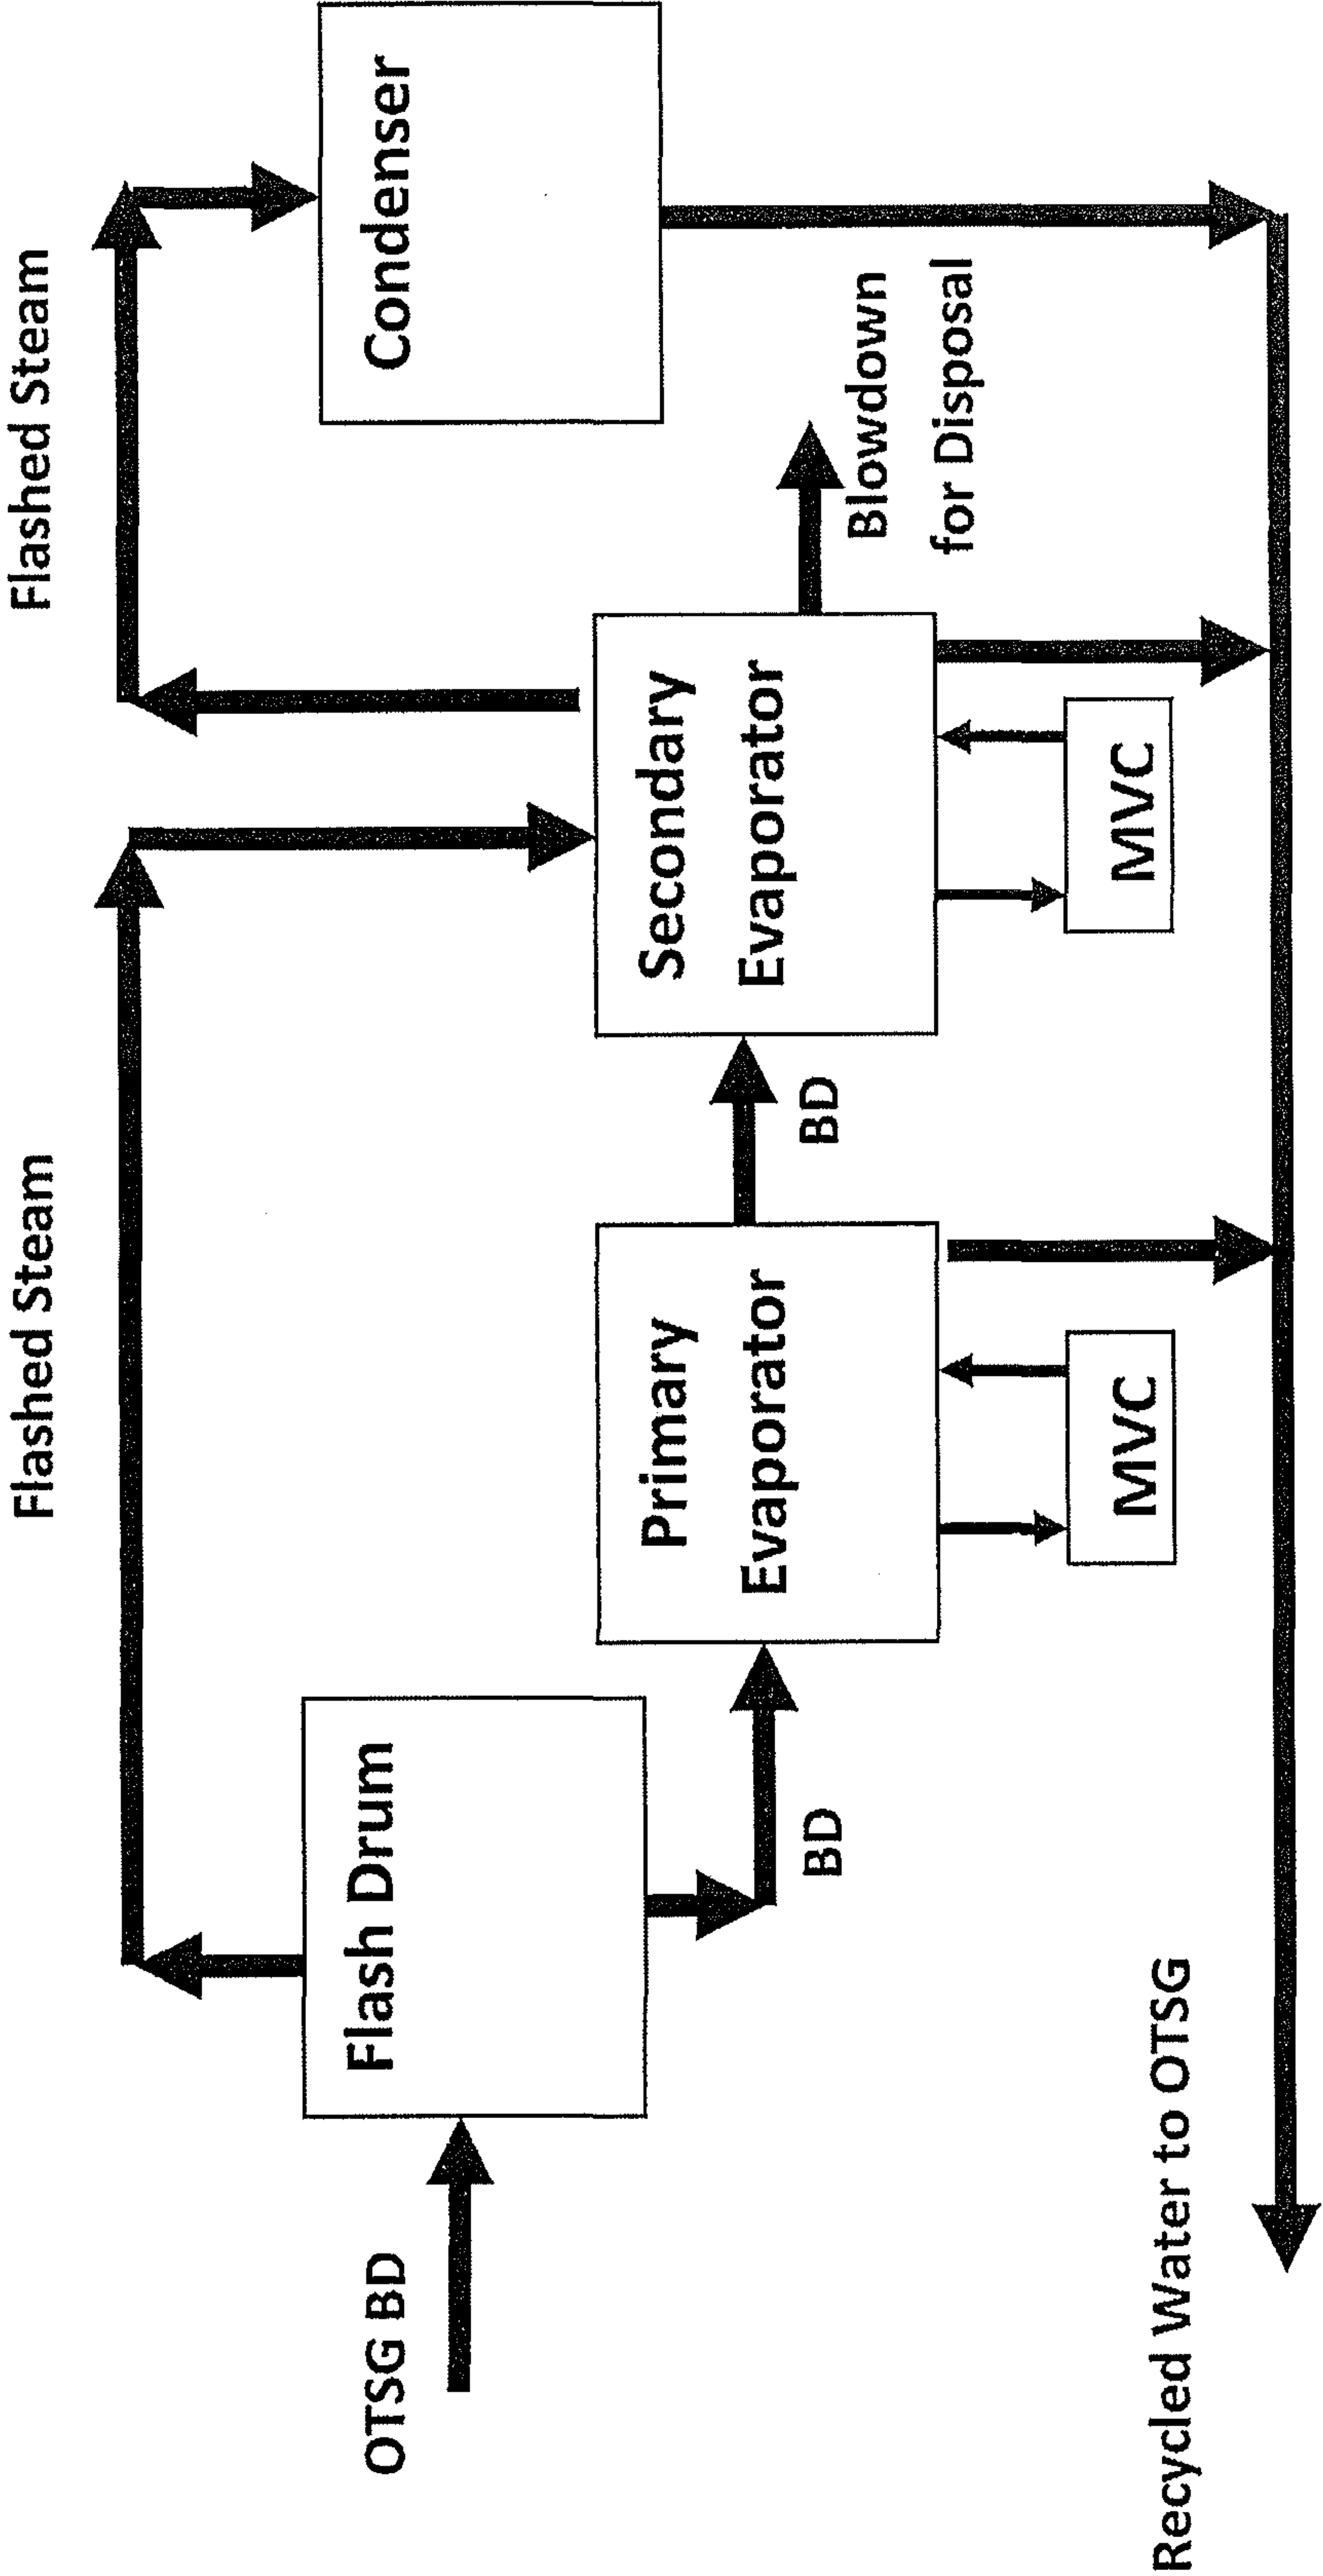 Flashed Steam
Flashed Steam
OTSG BD
Flash Drum
Condenser
BD
Primary
Evaporator
BD
Secondary
Evaporator
Blowdown
for Disposal
MVC
MVC
Recycled Water to OTSG